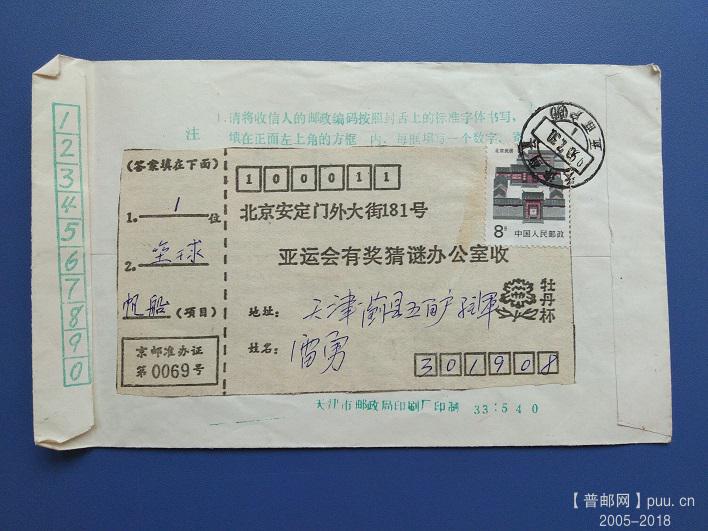 1
2
3
4
5
6
7
8
9
0
注
1.请将收信人的邮政编码按照封舌上的标准字体书写,
填在正面左上角的方框 内、每框填写一个数字、寄
(答案填在下面)
1. 1 位
2. 垒球
帆船 (项目)
京邮准办证
第0069号
100011
北京安定门外大街181号
亚运会有奖猜谜办公室收
地址: 天津蓟县五百户
姓名: 雷勇
牡丹杯
301908
北京民居
8分 中国人民邮政
天津市邮政局印刷厂印制 33:540
【普邮网】puu.cn
2005-2018